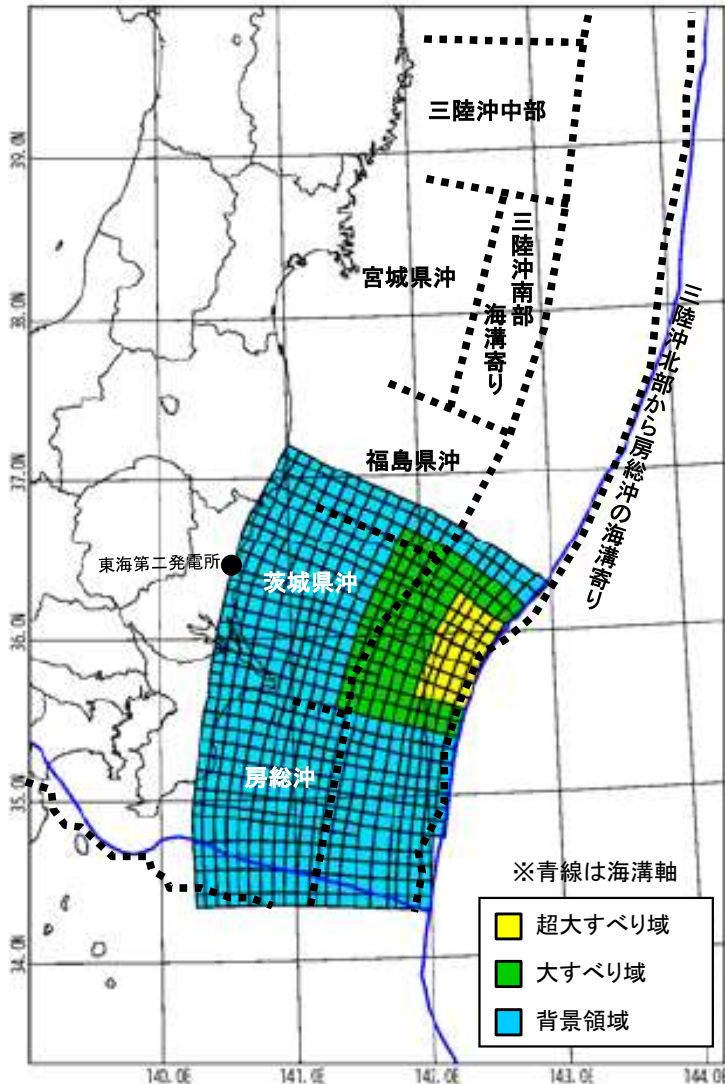 三陸沖中部
39.0N
三陸沖南部
海溝寄り
宮城県沖
38.0N
三陸沖北部から房総沖の海溝寄り
福島県沖
37.0N
東海第二発電所
茨城県沖
36.0N
房総沖
35.0N
※青線は海溝軸
超大すべり域
大すべり域
背景領域
34.0N
140.0E
141.0E
142.0E
143.0E
144.0E